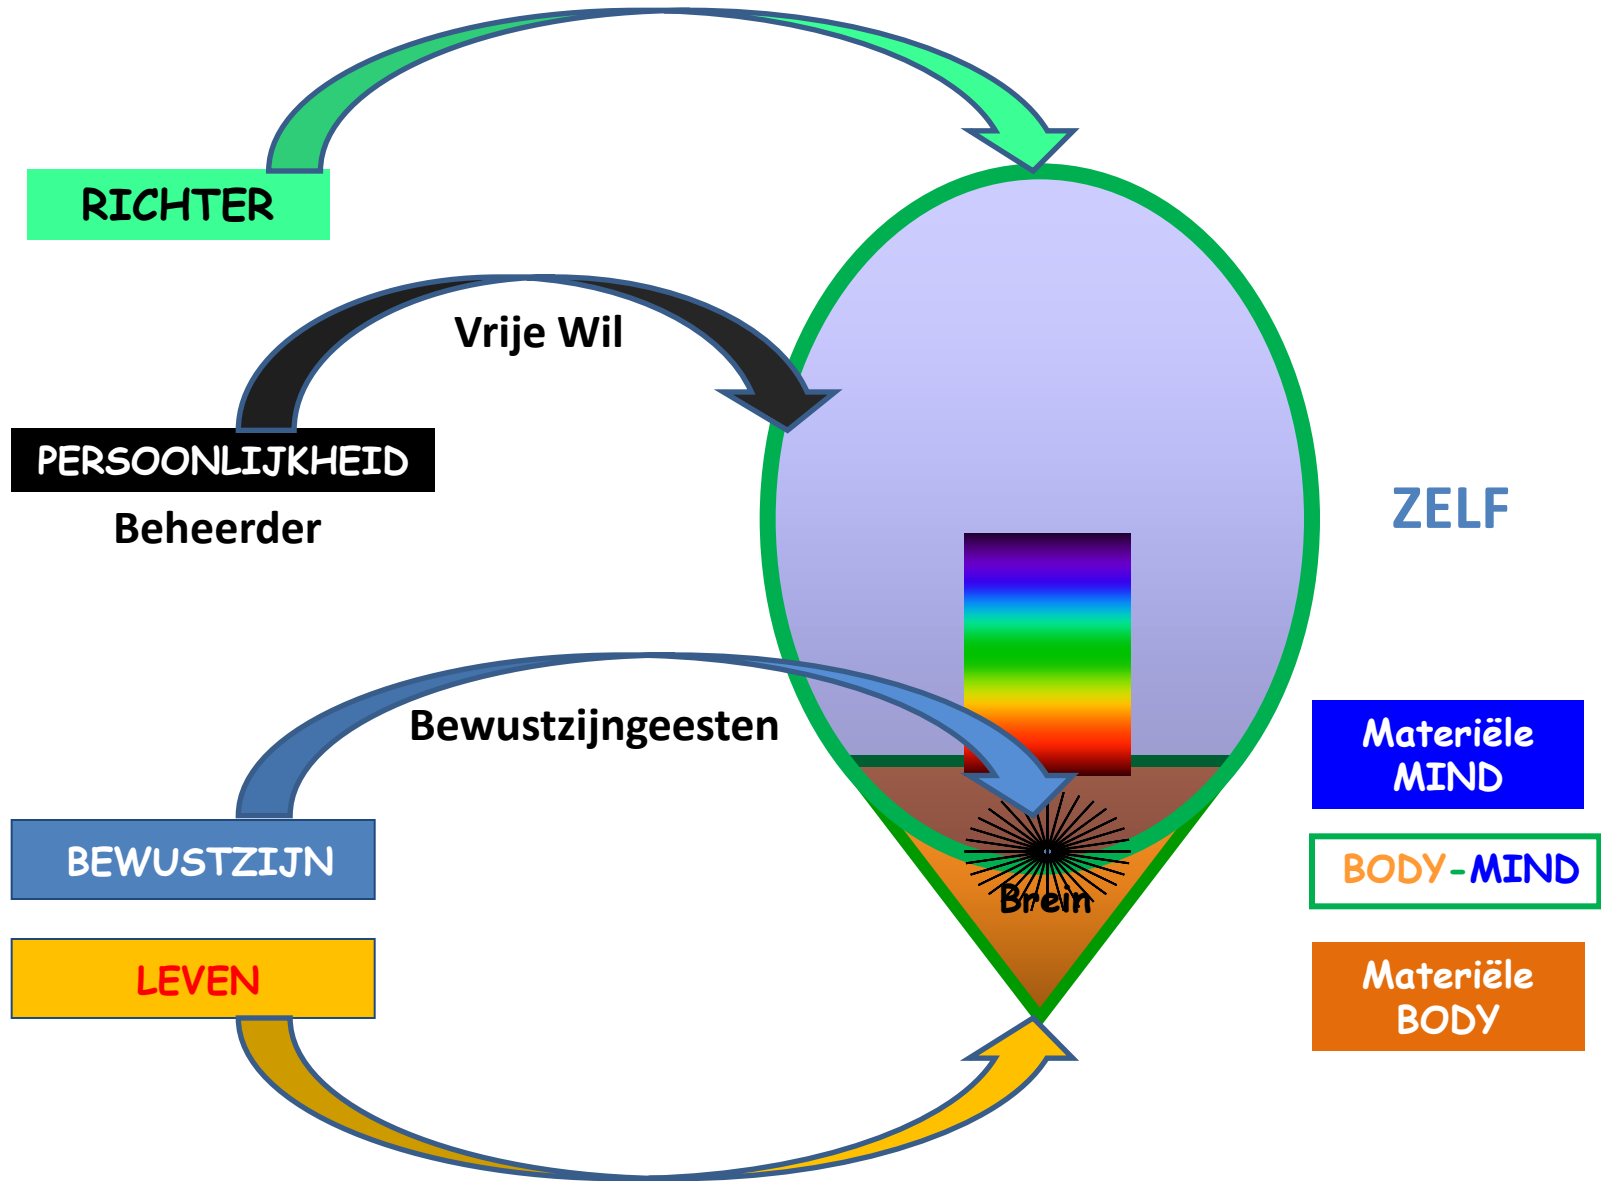 RICHTER
Vrije Wil
PERSOONLIJKHEID
Beheerder
ZELF
Bewustzijngeesten
Materiële
MIND
BEWUSTZIJN
BODY-MIND
Brein
LEVEN
Materiële
BODY